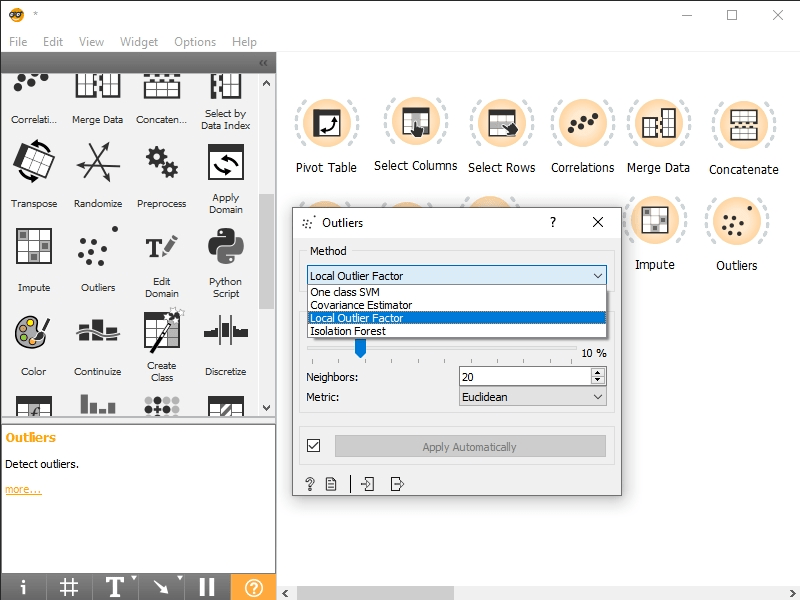 *
File Edit View Widget Options Help
Correlati... Merge Data Concaten... Select by
Data Index
Transpose Randomize Preprocess Apply
Domain
Impute Outliers Edit
Domain Python
Script
Color Continuize Create
Class Discretize
Outliers
Detect outliers.
more...
Pivot Table Select Columns Select Rows Correlations Merge Data Concatenate
Impute Outliers
Outliers ?
Method
Local Outlier Factor
One class SVM
Covariance Estimator
Local Outlier Factor
Isolation Forest
10 %
Neighbors: 20
Metric: Euclidean
Apply Automatically